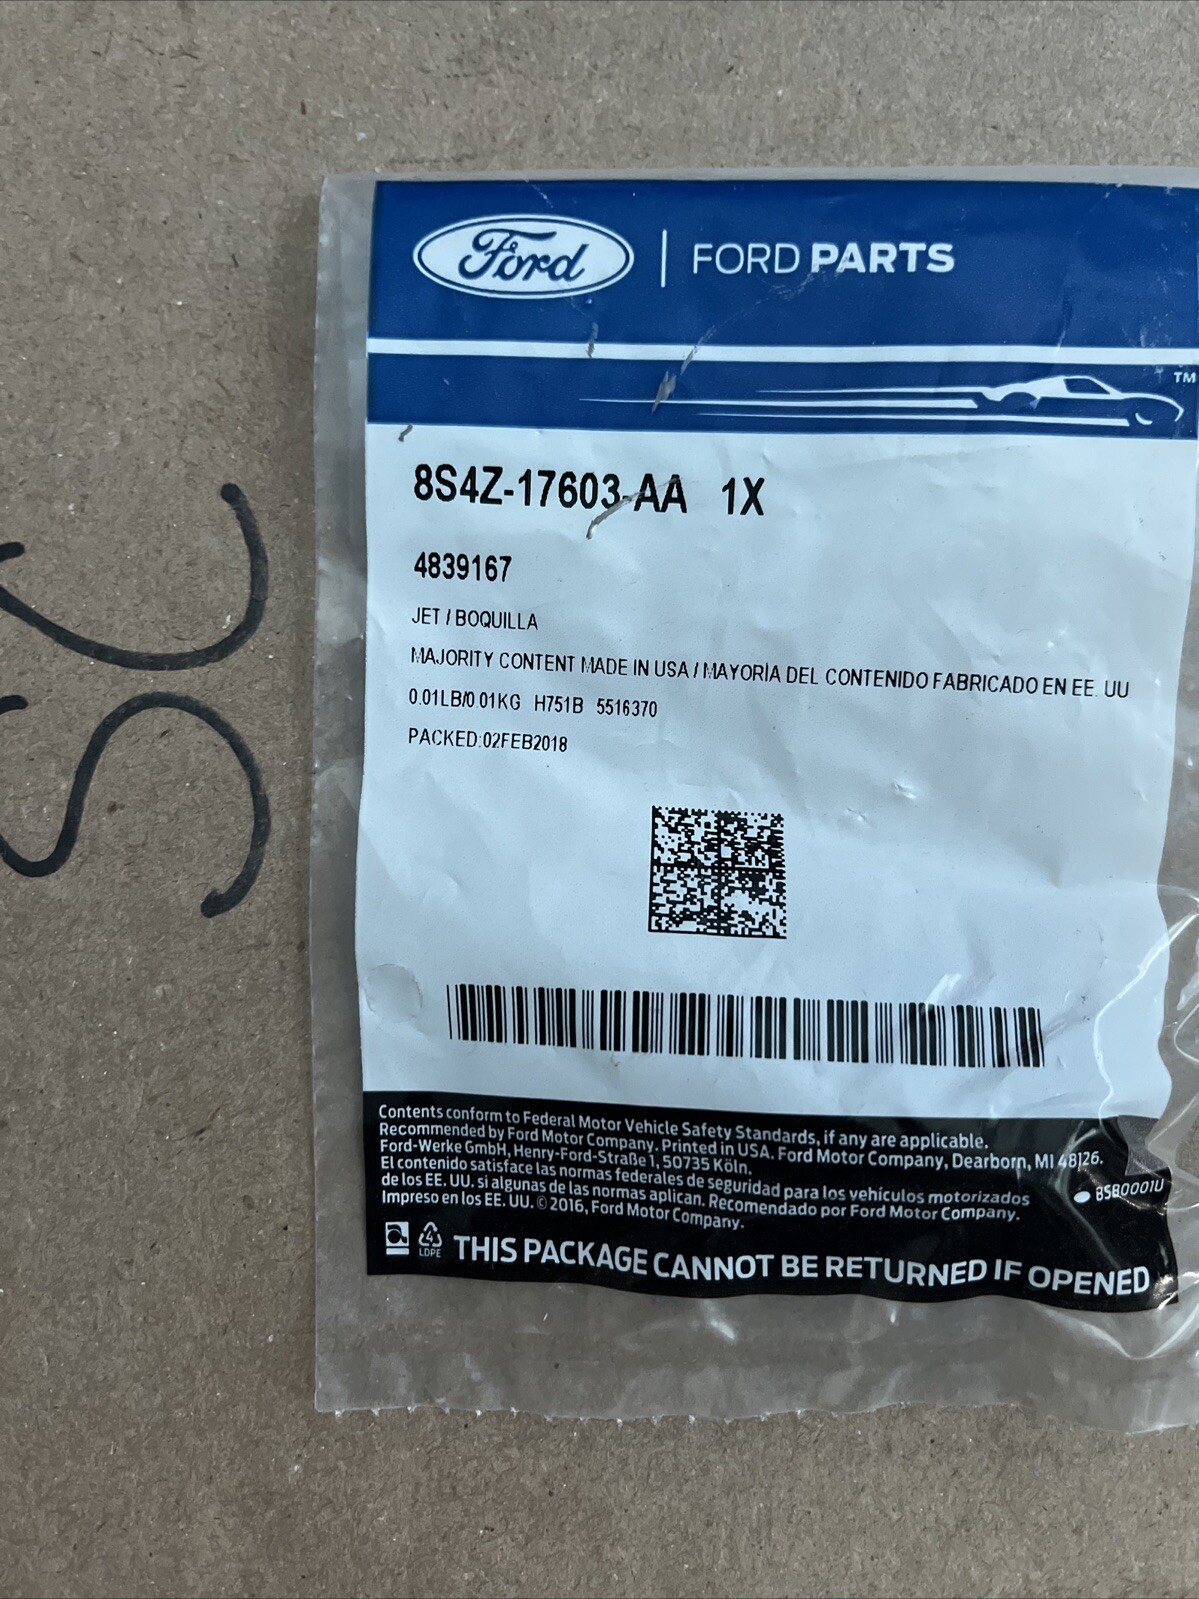 Ford | FORD PARTS
TM
8S4Z-17603-AA 1X
4839167
JET / BOQUILLA
MAJORITY CONTENT MADE IN USA / MAYORÍA DEL CONTENIDO FABRICADO EN EE. UU
0.01LB/0.01KG H751B 5516370
PACKED:02FEB2018
Contents conform to Federal Motor Vehicle Safety Standards, if any are applicable.
Recommended by Ford Motor Company. Printed in USA. Ford Motor Company, Dearborn, MI 48126.
Ford-Werke GmbH, Henry-Ford-Straße 1, 50735 Köln.
El contenido satisface las normas federales de seguridad para los vehículos motorizados
de los EE. UU. si algunas de las normas aplican. Recomendado por Ford Motor Company.
Impreso en los EE. UU. © 2016, Ford Motor Company.
BSB0001U
4
LDPE
THIS PACKAGE CANNOT BE RETURNED IF OPENED